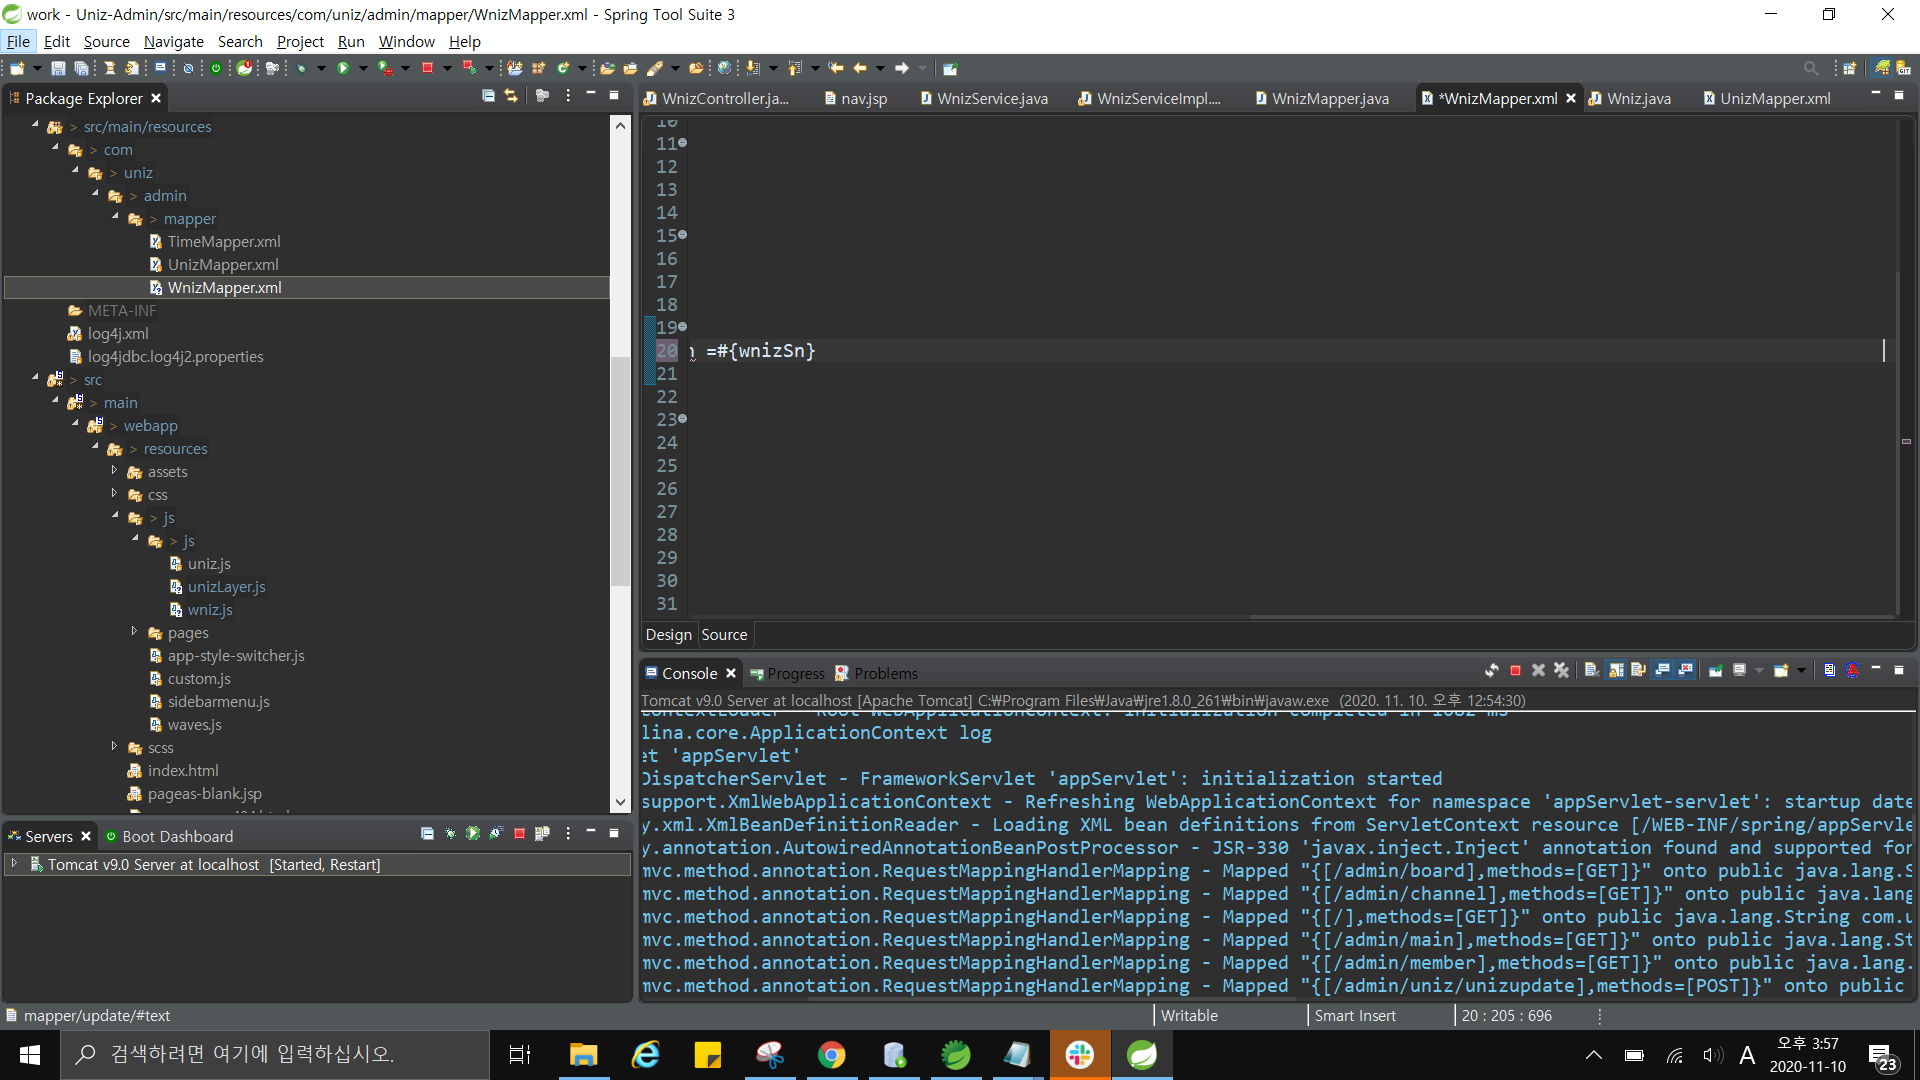 work - Uniz-Admin/src/main/resources/com/uniz/admin/mapper/WnizMapper.xml - Spring Tool Suite 3
File Edit Source Navigate Search Project Run Window Help
Package Explorer
> src/main/resources
> com
> uniz
> admin
> mapper
TimeMapper.xml
UnizMapper.xml
WnizMapper.xml
META-INF
log4j.xml
log4jdbc.log4j2.properties
> src
> main
> webapp
> resources
assets
css
> js
> js
uniz.js
unizLayer.js
wniz.js
pages
app-style-switcher.js
custom.js
sidebarmenu.js
waves.js
scss
index.html
pageas-blank.jsp
Servers Boot Dashboard
Tomcat v9.0 Server at localhost [Started, Restart]
WnizController.ja... nav.jsp WnizService.java WnizServiceImpl.... WnizMapper.java *WnizMapper.xml Wniz.java UnizMapper.xml
10
11
12
13
14
15
16
17
18
19
20 n =#{wnizSn}
21
22
23
24
25
26
27
28
29
30
31
Design Source
Console Progress Problems
Tomcat v9.0 Server at localhost [Apache Tomcat] C:₩Program Files₩Java₩jre1.8.0_261₩bin₩javaw.exe (2020. 11. 10. 오후 12:54:30)
ContextLoader - Root WebApplicationContext: initialization completed in 1682 ms
lina.core.ApplicationContext log
et 'appServlet'
DispatcherServlet - FrameworkServlet 'appServlet': initialization started
support.XmlWebApplicationContext - Refreshing WebApplicationContext for namespace 'appServlet-servlet': startup date
y.xml.XmlBeanDefinitionReader - Loading XML bean definitions from ServletContext resource [/WEB-INF/spring/appServle
y.annotation.AutowiredAnnotationBeanPostProcessor - JSR-330 'javax.inject.Inject' annotation found and supported for
mvc.method.annotation.RequestMappingHandlerMapping - Mapped "{[/admin/board],methods=[GET]}" onto public java.lang.S
mvc.method.annotation.RequestMappingHandlerMapping - Mapped "{[/admin/channel],methods=[GET]}" onto public java.lang
mvc.method.annotation.RequestMappingHandlerMapping - Mapped "{[/],methods=[GET]}" onto public java.lang.String com.u
mvc.method.annotation.RequestMappingHandlerMapping - Mapped "{[/admin/main],methods=[GET]}" onto public java.lang.St
mvc.method.annotation.RequestMappingHandlerMapping - Mapped "{[/admin/member],methods=[GET]}" onto public java.lang.
mvc.method.annotation.RequestMappingHandlerMapping - Mapped "{[/admin/uniz/unizupdate],methods=[POST]}" onto public
mapper/update/#text Writable Smart Insert 20 : 205 : 696
검색하려면 여기에 입력하십시오.
A
오후 3:57
2020-11-10
23